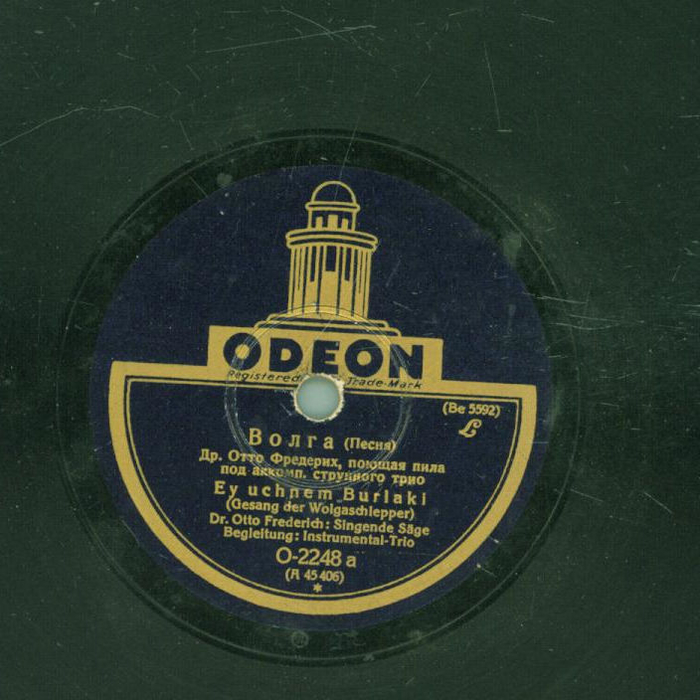 ODEON
Registered Trade-Mark
(Be 5592)
L
Волга (Песня)
Др. Отто Фредерих, поющая пила
под аккомп. струнного трио
Ey uchnem Burlaki
(Gesang der Wolgaschlepper)
Dr. Otto Frederich: Singende Säge
Begleitung: Instrumental-Trio
O-2248 a
(A 45 406)
*